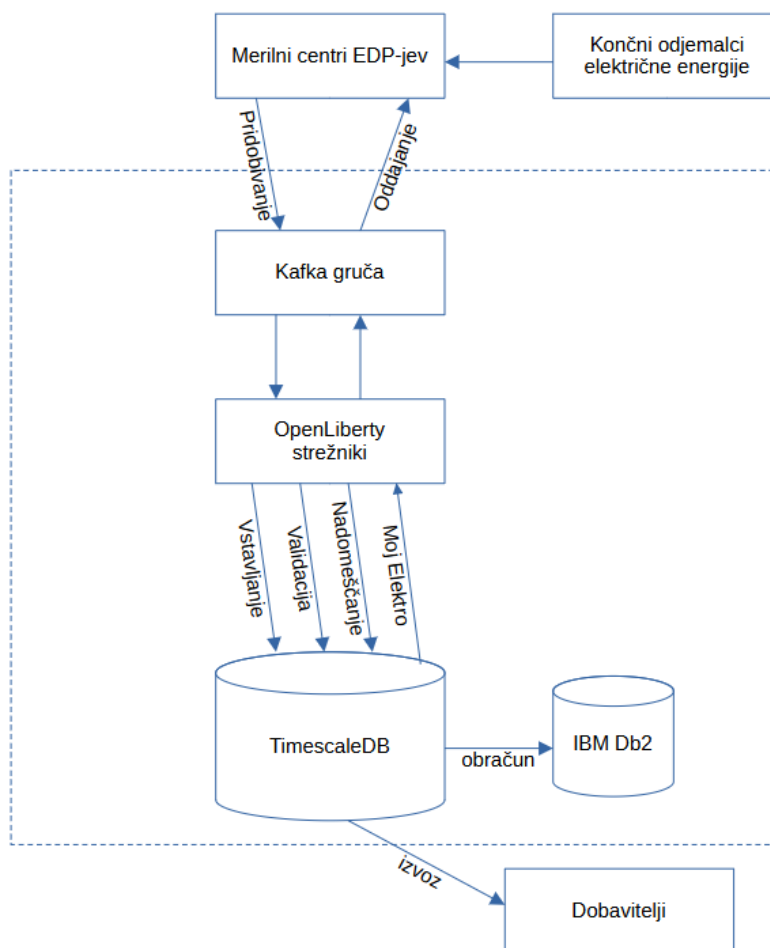 Merilni centri EDP-jev
Končni odjemalci
električne energije
Pridobivanje
Oddajanje
Kafka gruča
OpenLiberty
strežniki
Vstavljanje
Validacija
Nadomeščanje
Moj Elektro
TimescaleDB
obračun
IBM Db2
izvoz
Dobavitelji